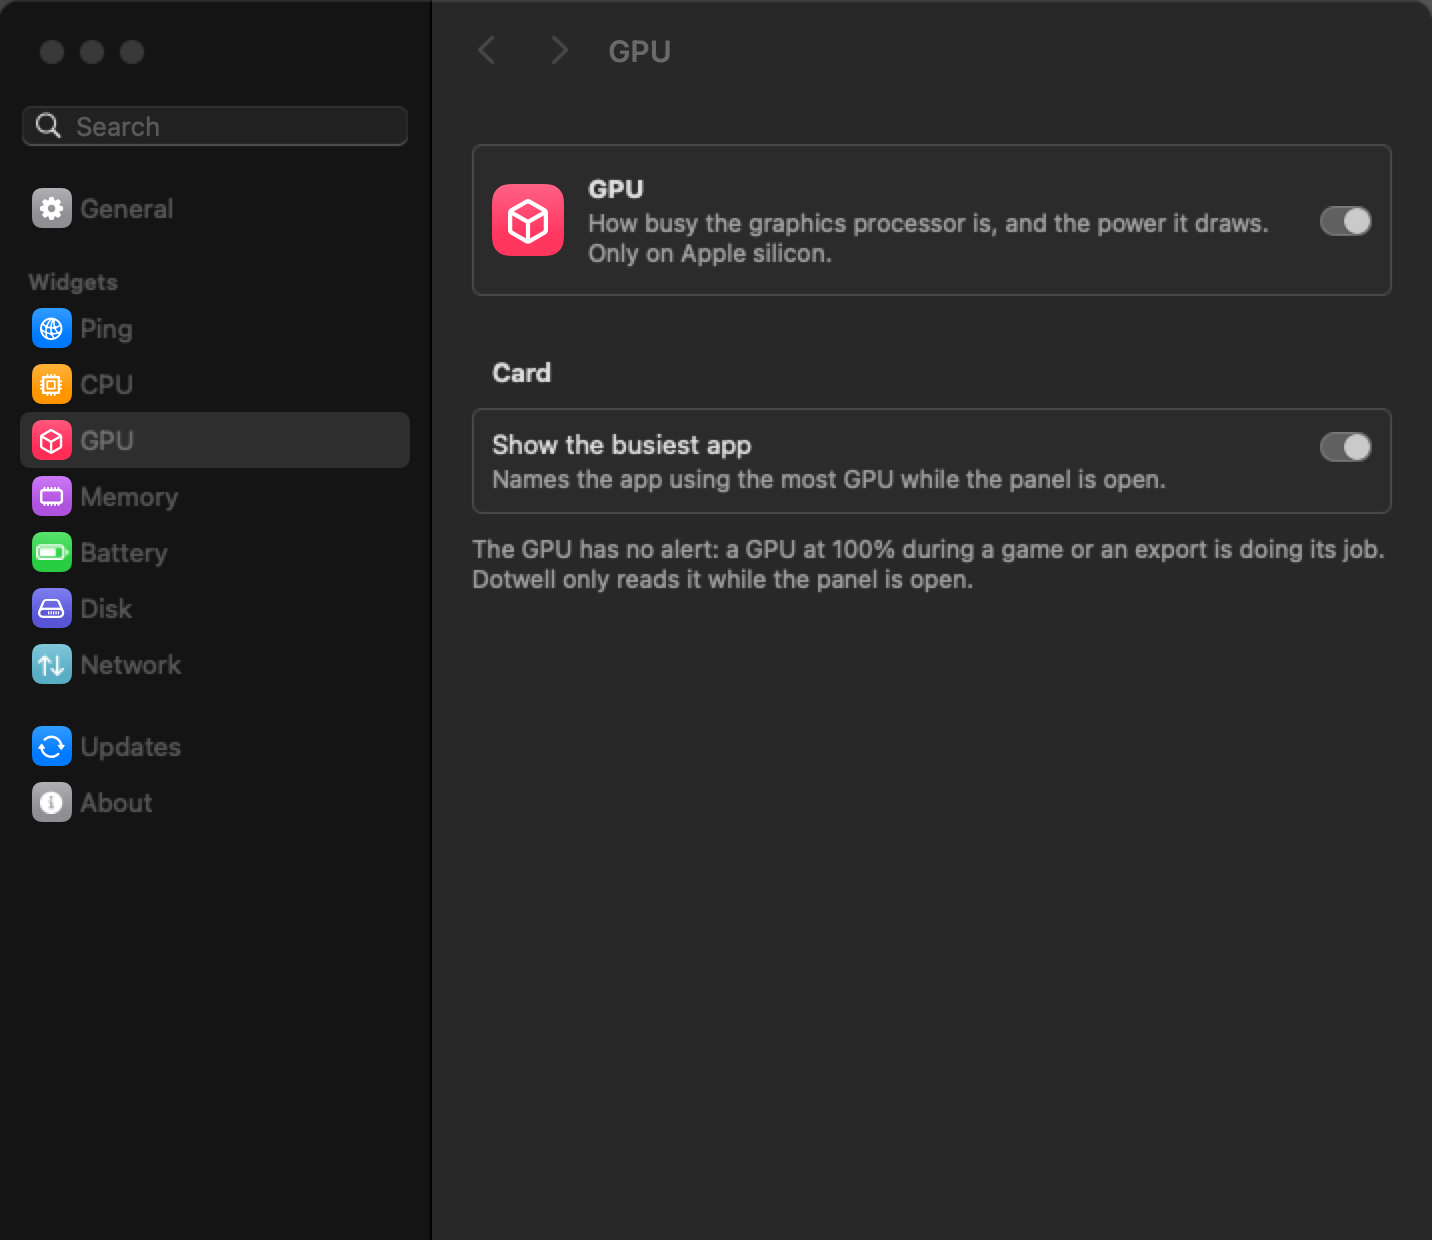 GPU
Search
General
Widgets
Ping
CPU
GPU
Memory
Battery
Disk
Network
Updates
About
GPU
How busy the graphics processor is, and the power it draws.
Only on Apple silicon.
Card
Show the busiest app
Names the app using the most GPU while the panel is open.
The GPU has no alert: a GPU at 100% during a game or an export is doing its job.
Dotwell only reads it while the panel is open.